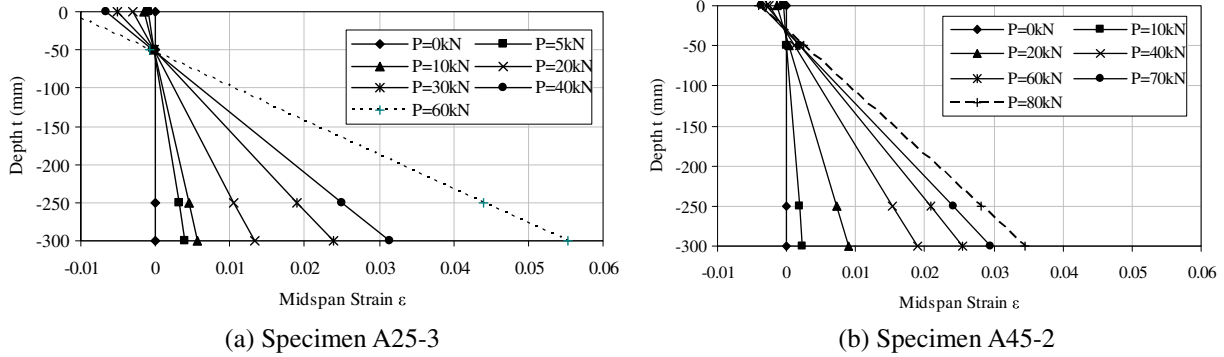 0
-50
-100
-150
-200
-250
-300
Depth t (mm)
-0.01 0 0.01 0.02 0.03 0.04 0.05 0.06
Midspan Strain ε
P=0kN P=5kN
P=10kN P=20kN
P=30kN P=40kN
P=60kN
(a) Specimen A25-3
0
-50
-100
-150
-200
-250
-300
Depth t (mm)
-0.01 0 0.01 0.02 0.03 0.04 0.05 0.06
Midspan Strain ε
P=0kN P=10kN
P=20kN P=40kN
P=60kN P=70kN
P=80kN
(b) Specimen A45-2